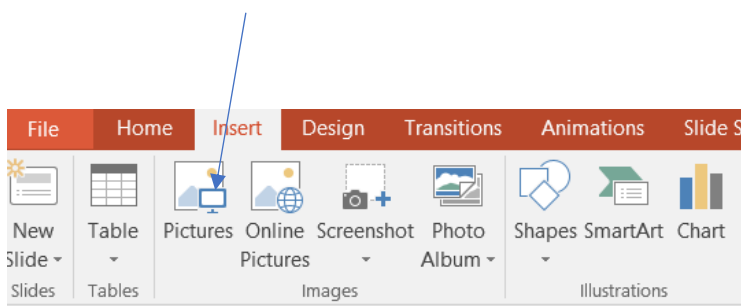 File Home Insert Design Transitions Animations Slide S
New Table Pictures Online Screenshot Photo Shapes SmartArt Chart
Slide Pictures Album
Slides Tables Images Illustrations